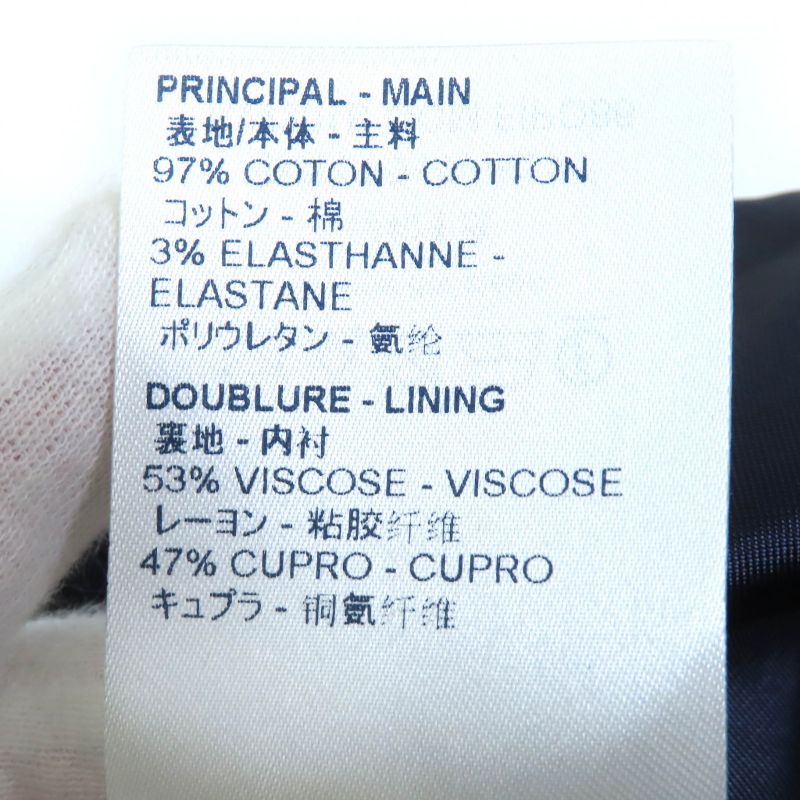 PRINCIPAL - MAIN
表地/本体 - 主料
97% COTON - COTTON
コットン - 棉
3% ELASTHANNE -
ELASTANE
ポリウレタン - 氨纶
DOUBLURE - LINING
裏地 - 内衬
53% VISCOSE - VISCOSE
レーヨン - 粘胶纤维
47% CUPRO - CUPRO
キュプラ - 铜氨纤维